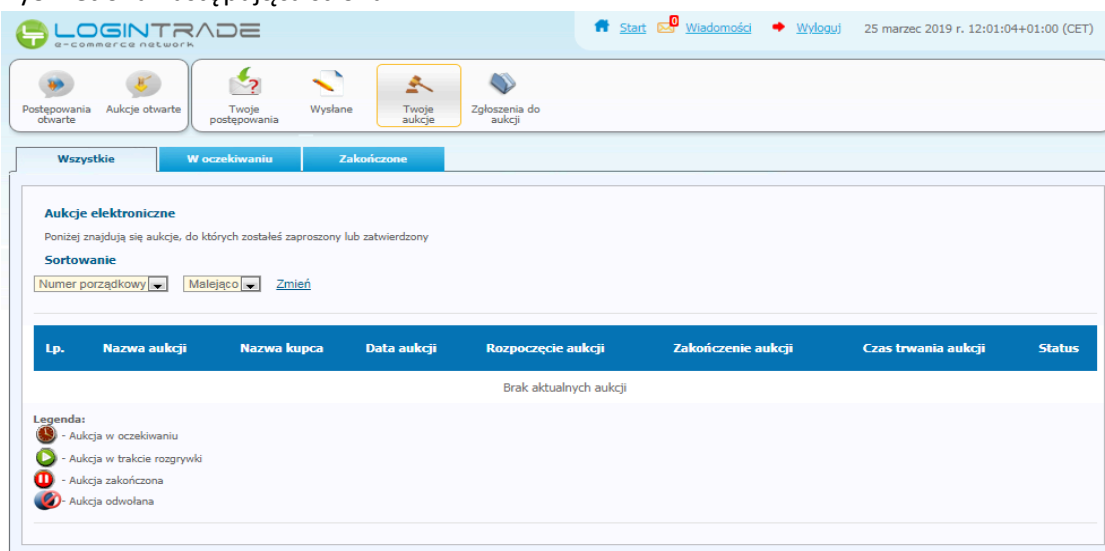 LOGINTRADE
e-commerce network
Start 0 Wiadomości Wyloguj 25 marzec 2019 r. 12:01:04+01:00 (CET)
Postępowania otwarte
Aukcje otwarte
Twoje postępowania
Wysłane
Twoje aukcje
Zgłoszenia do aukcji
Wszystkie W oczekiwaniu Zakończone
Aukcje elektroniczne
Poniżej znajdują się aukcje, do których zostałeś zaproszony lub zatwierdzony
Sortowanie
Numer porządkowy Malejąco Zmień
Lp. Nazwa aukcji Nazwa kupca Data aukcji Rozpoczęcie aukcji Zakończenie aukcji Czas trwania aukcji Status
Brak aktualnych aukcji
Legenda:
- Aukcja w oczekiwaniu
- Aukcja w trakcie rozgrywki
- Aukcja zakończona
- Aukcja odwołana